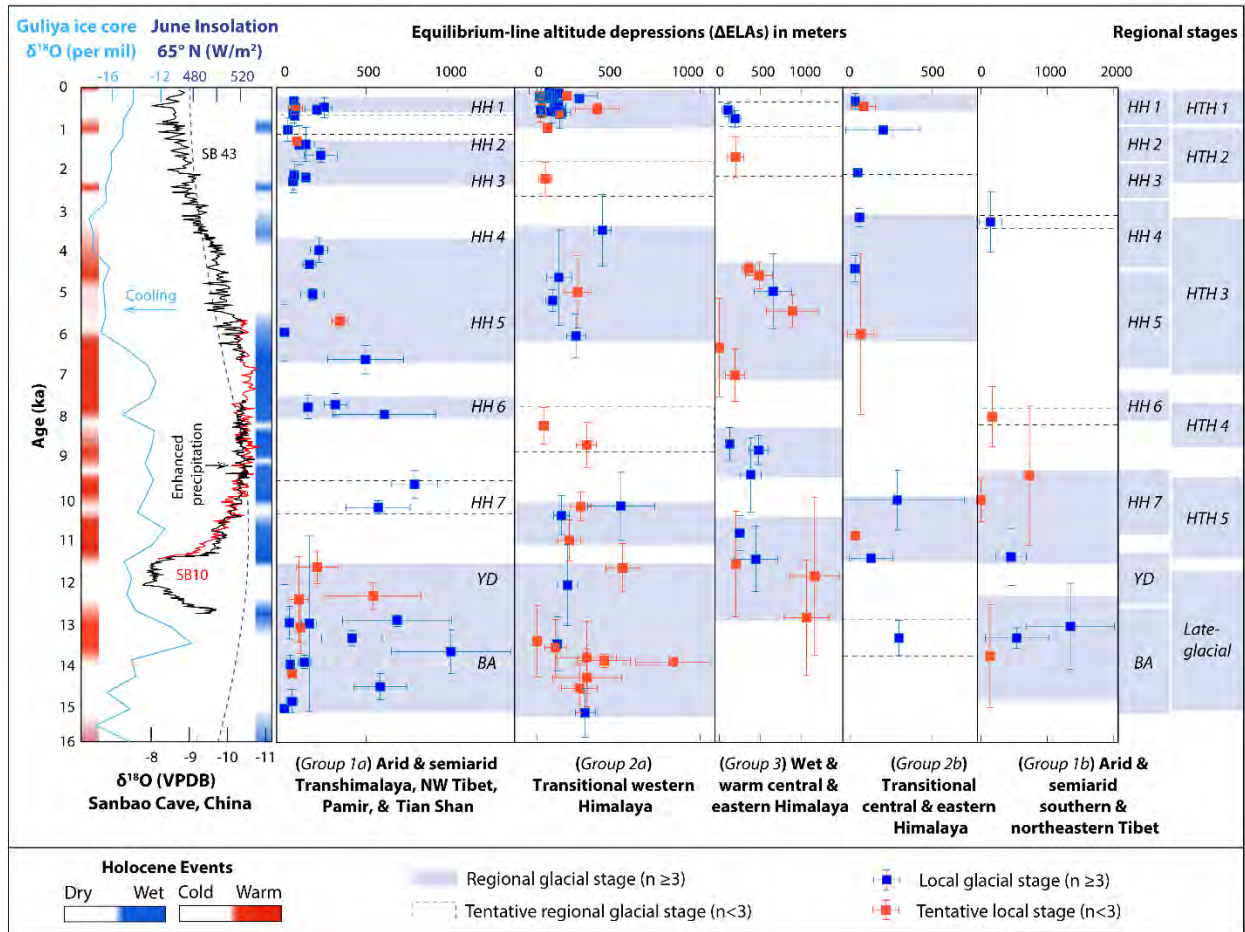 Guliya ice core
δ¹⁸O (per mil)
June Insolation
65° N (W/m²)
Equilibrium-line altitude depressions (ΔELAs) in meters
Regional stages
-16 -12 480 520
0 500 1000
0 500 1000
0 500 1000
0 500
0 500 1000 1500 2000
Age (ka)
0
1
2
3
4
5
6
7
8
9
10
11
12
13
14
15
16
SB 43
Cooling
Enhanced
precipitation
SB10
HH 1
HH 2
HH 3
HH 4
HH 5
HH 6
HH 7
YD
BA
HH 1
HH 2
HH 3
HH 4
HH 5
HH 6
HH 7
YD
BA
HTH 1
HTH 2
HTH 3
HTH 4
HTH 5
Late-
glacial
-8 -9 -10 -11
δ¹⁸O (VPDB)
Sanbao Cave, China
(Group 1a) Arid & semiarid
Transhimalaya, NW Tibet,
Pamir, & Tian Shan
(Group 2a)
Transitional western
Himalaya
(Group 3) Wet &
warm central &
eastern Himalaya
(Group 2b)
Transitional
central & eastern
Himalaya
(Group 1b) Arid &
semiarid
southern &
northeastern Tibet
Holocene Events
Dry Wet Cold Warm
Regional glacial stage (n ≥3)
Tentative regional glacial stage (n<3)
Local glacial stage (n ≥3)
Tentative local stage (n<3)